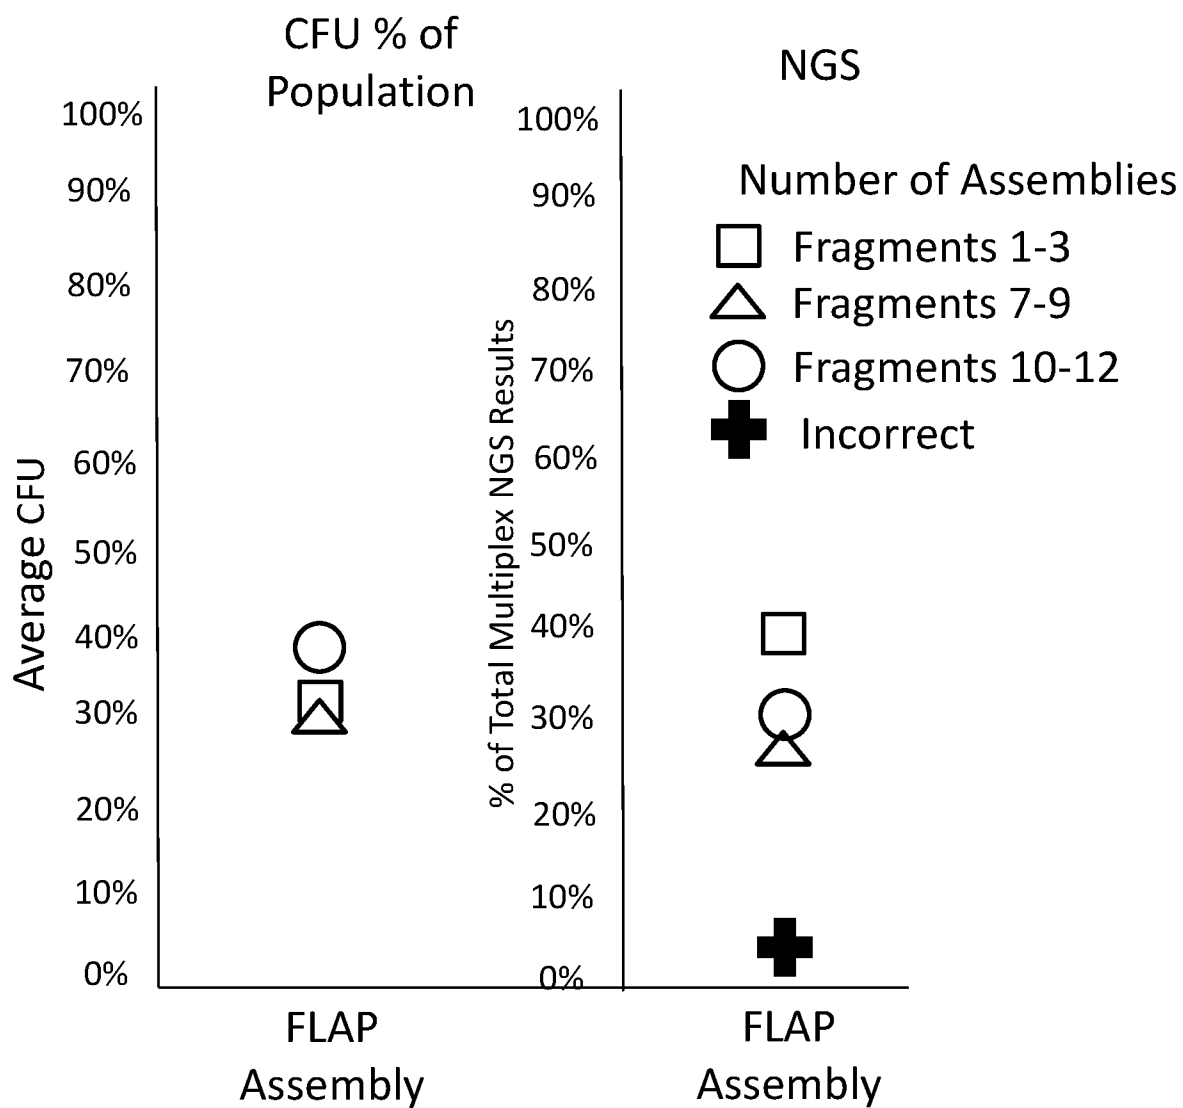 CFU % of
Population
100%
90%
80%
70%
60%
50%
40%
30%
20%
10%
0%
Average CFU
FLAP
Assembly
NGS
100%
90%
80%
70%
60%
50%
40%
30%
20%
10%
0%
% of Total Multiplex NGS Results
Number of Assemblies
Fragments 1-3
Fragments 7-9
Fragments 10-12
Incorrect
FLAP
Assembly